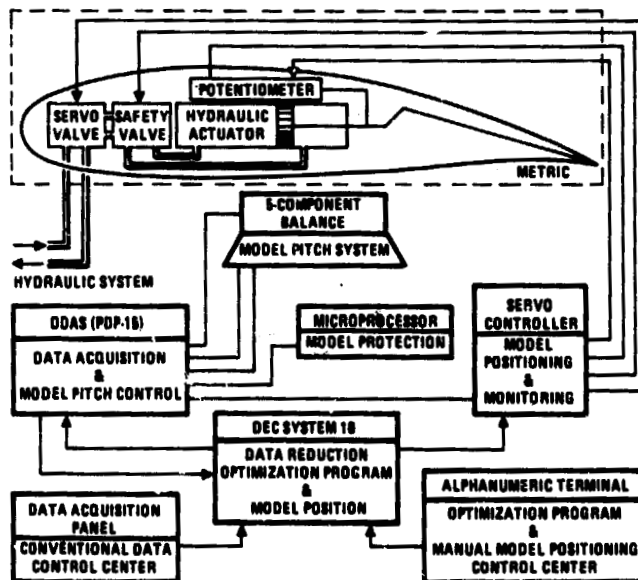 POTENTIOMETER
SERVO VALVE
SAFETY VALVE
HYDRAULIC ACTUATOR
METRIC
5-COMPONENT BALANCE
MODEL PITCH SYSTEM
HYDRAULIC SYSTEM
DDAS (PDP-15)
DATA ACQUISITION
&
MODEL PITCH CONTROL
MICROPROCESSOR
MODEL PROTECTION
SERVO
CONTROLLER
MODEL
POSITIONING
&
MONITORING
DEC SYSTEM 10
DATA REDUCTION
OPTIMIZATION PROGRAM
&
MODEL POSITION
DATA ACQUISITION
PANEL
CONVENTIONAL DATA
CONTROL CENTER
ALPHANUMERIC TERMINAL
OPTIMIZATION PROGRAM
&
MANUAL MODEL POSITIONING
CONTROL CENTER